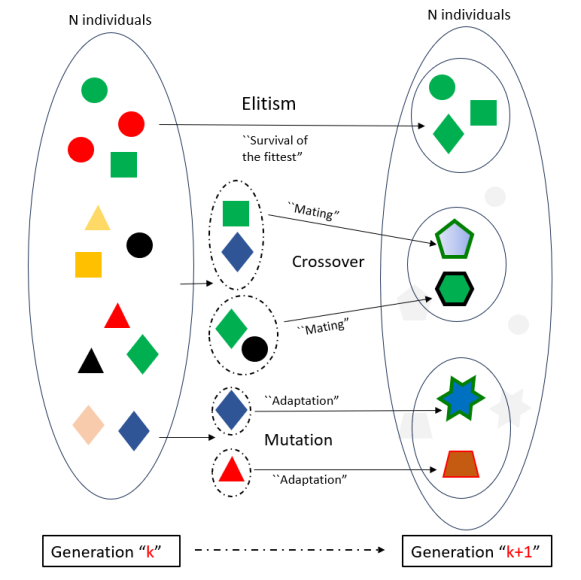 N individuals
N individuals
Elitism
``Survival of
the fittest”
``Mating”
Crossover
``Mating”
``Adaptation”
Mutation
``Adaptation”
Generation “k”
Generation “k+1”